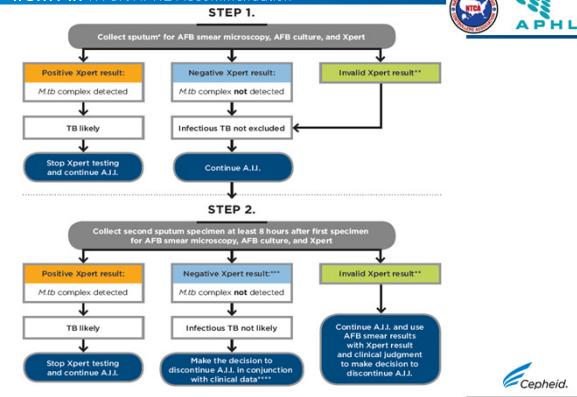 NTCA
APHL
STEP 1.
Collect sputum* for AFB smear microscopy, AFB culture, and Xpert
Positive Xpert result:
M.tb complex detected
TB likely
Stop Xpert testing
and continue A.I.I.
Negative Xpert result:
M.tb complex not detected
Infectious TB not excluded
Continue A.I.I.
Invalid Xpert result**
STEP 2.
Collect second sputum specimen at least 8 hours after first specimen
for AFB smear microscopy, AFB culture, and Xpert
Positive Xpert result:
M.tb complex detected
TB likely
Stop Xpert testing
and continue A.I.I.
Negative Xpert result:***
M.tb complex not detected
Infectious TB not likely
Make the decision to
discontinue A.I.I. in conjunction
with clinical data****
Invalid Xpert result**
Continue A.I.I. and use
AFB smear results
with Xpert result
and clinical judgment
to make decision to
discontinue A.I.I.
Cepheid.